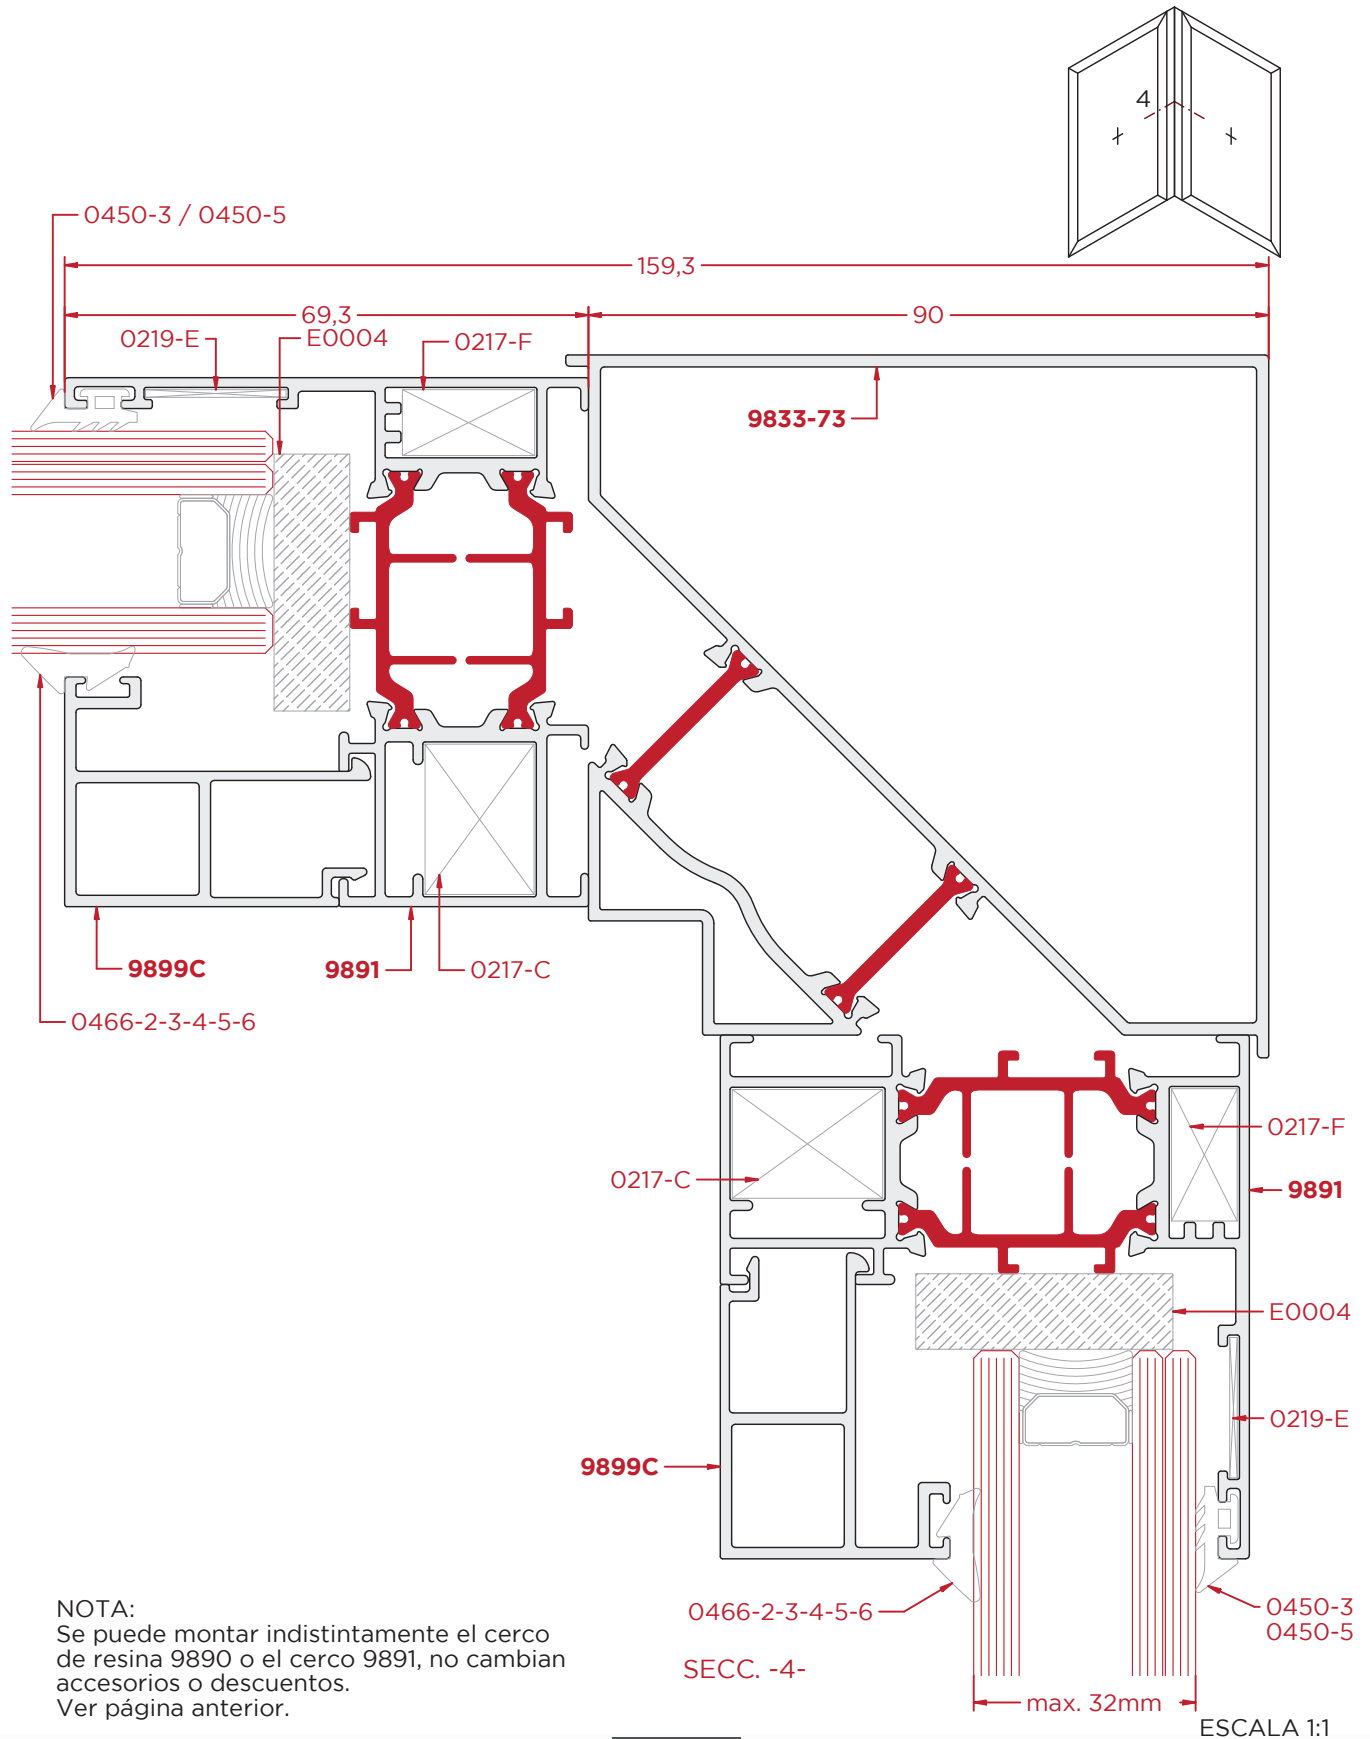 4
0450-3 / 0450-5
159,3
69,3
90
0219-E
E0004
0217-F
9833-73
9899C
9891
0217-C
0466-2-3-4-5-6
0217-F
0217-C
9891
E0004
0219-E
9899C
0466-2-3-4-5-6
0450-3
0450-5
NOTA:
Se puede montar indistintamente el cerco
de resina 9890 o el cerco 9891, no cambian
accesorios o descuentos.
Ver página anterior.
SECC. -4-
max. 32mm
ESCALA 1:1